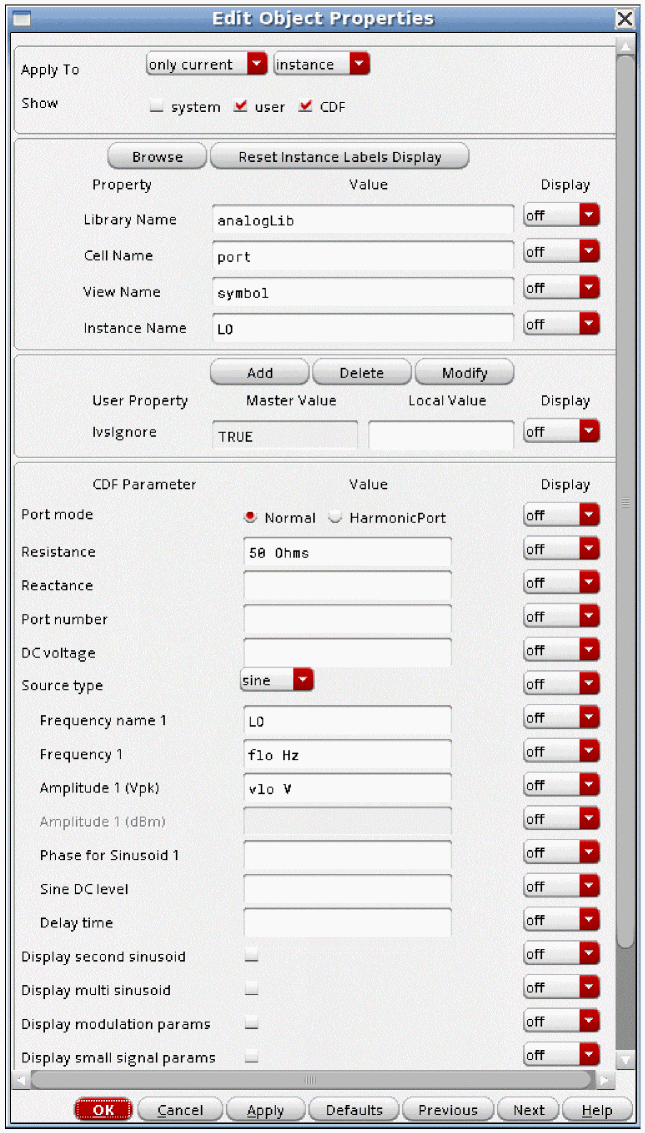 Edit Object Properties
Apply To only current instance
Show system user CDF
Browse Reset Instance Labels Display
Property Value Display
Library Name analogLib off
Cell Name port off
View Name symbol off
Instance Name LO off
Add Delete Modify
User Property Master Value Local Value Display
lvsIgnore TRUE off
CDF Parameter Value Display
Port mode Normal HarmonicPort off
Resistance 50 Ohms off
Reactance off
Port number off
DC voltage off
Source type sine off
Frequency name 1 LO off
Frequency 1 flo Hz off
Amplitude 1 (Vpk) vlo V off
Amplitude 1 (dBm) off
Phase for Sinusoid 1 off
Sine DC level off
Delay time off
Display second sinusoid off
Display multi sinusoid off
Display modulation params off
Display small signal params off
OK Cancel Apply Defaults Previous Next Help